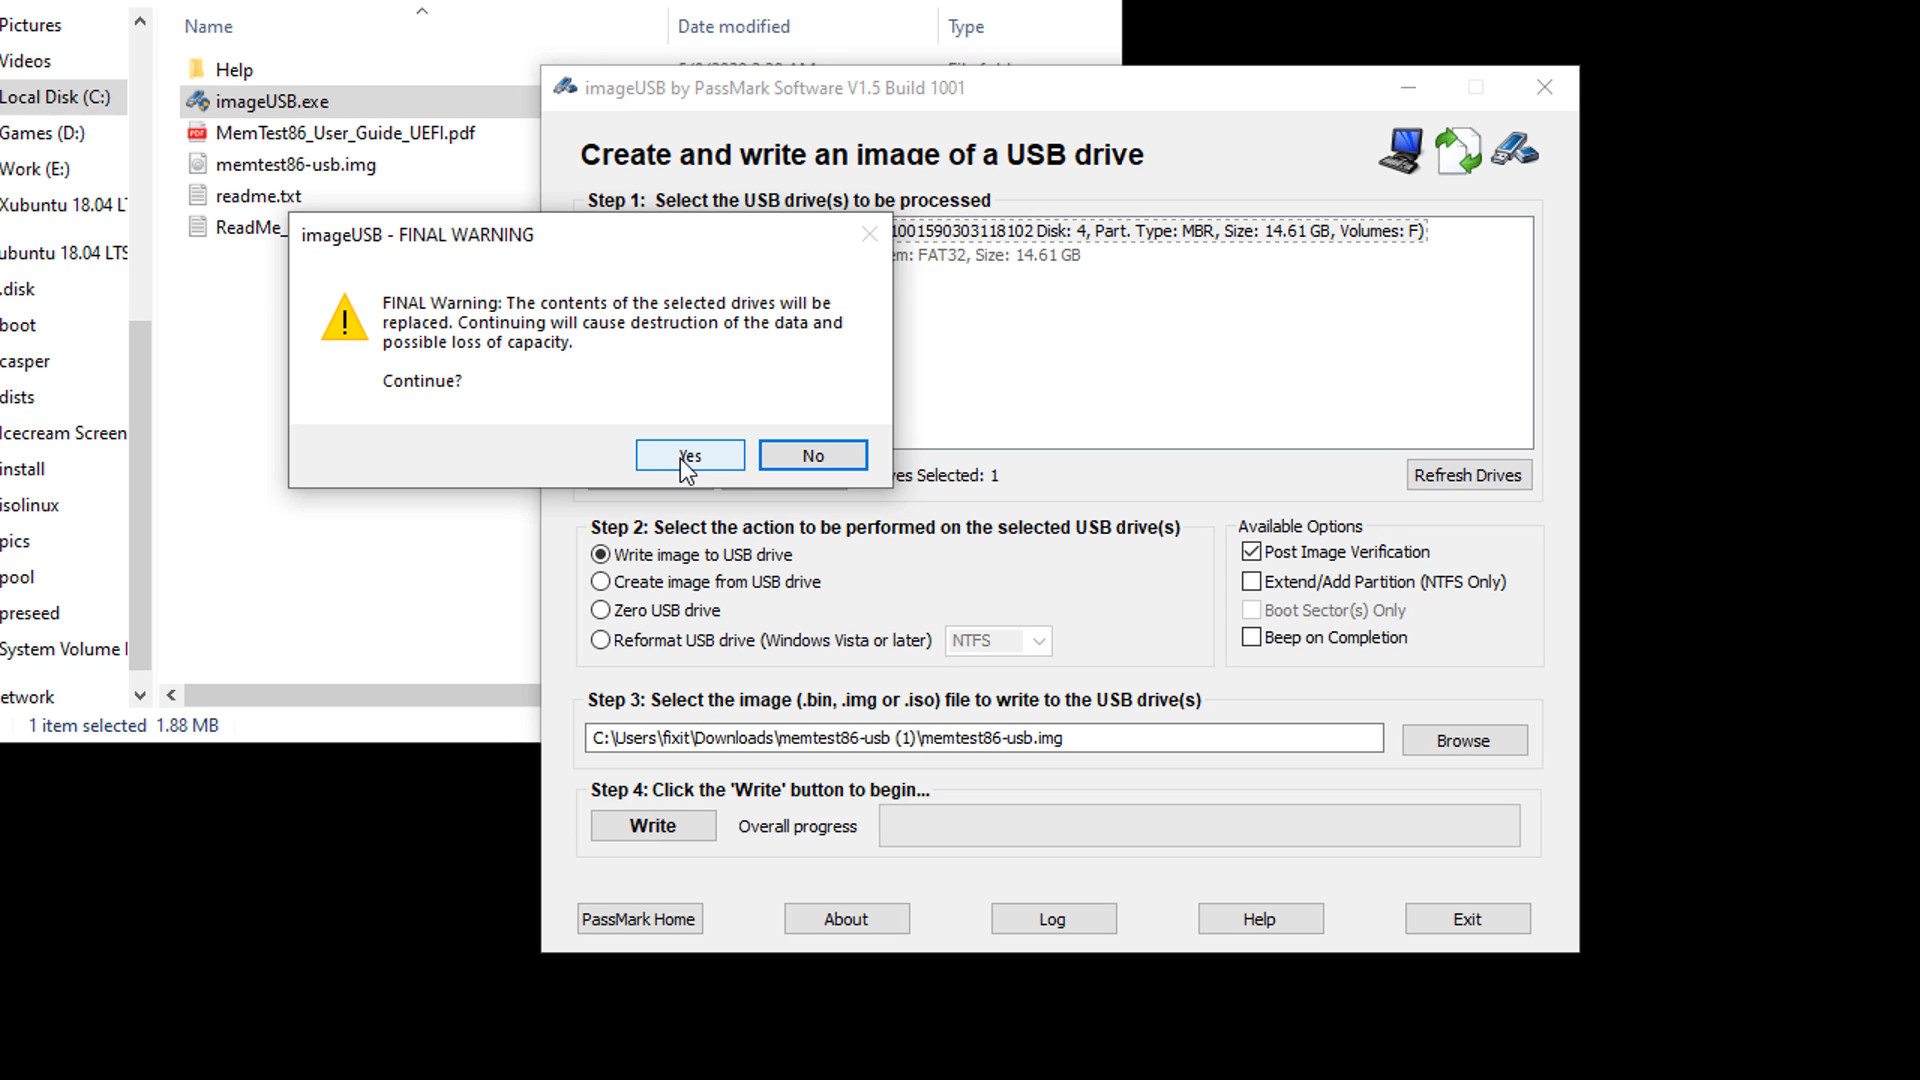 Pictures
Videos
Local Disk (C:)
Games (D:)
Work (E:)
Xubuntu 18.04 LT
ubuntu 18.04 LTS
.disk
boot
casper
dists
Icecream Screen
install
isolinux
pics
pool
preseed
System Volume I
etwork
1 item selected 1.88 MB
Name
Date modified
Type
Help
imageUSB.exe
MemTest86_User_Guide_UEFI.pdf
memtest86-usb.img
readme.txt
ReadMe_
imageUSB by PassMark Software V1.5 Build 1001
Create and write an image of a USB drive
Step 1: Select the USB drive(s) to be processed
1001590303118102 Disk: 4, Part. Type: MBR, Size: 14.61 GB, Volumes: F)
em: FAT32, Size: 14.61 GB
imageUSB - FINAL WARNING
FINAL Warning: The contents of the selected drives will be
replaced. Continuing will cause destruction of the data and
possible loss of capacity.
Continue?
Yes
No
es Selected: 1
Refresh Drives
Step 2: Select the action to be performed on the selected USB drive(s)
Write image to USB drive
Create image from USB drive
Zero USB drive
Reformat USB drive (Windows Vista or later)
NTFS
Available Options
Post Image Verification
Extend/Add Partition (NTFS Only)
Boot Sector(s) Only
Beep on Completion
Step 3: Select the image (.bin, .img or .iso) file to write to the USB drive(s)
C:\Users\fixit\Downloads\memtest86-usb (1)\memtest86-usb.img
Browse
Step 4: Click the 'Write' button to begin...
Write
Overall progress
PassMark Home
About
Log
Help
Exit